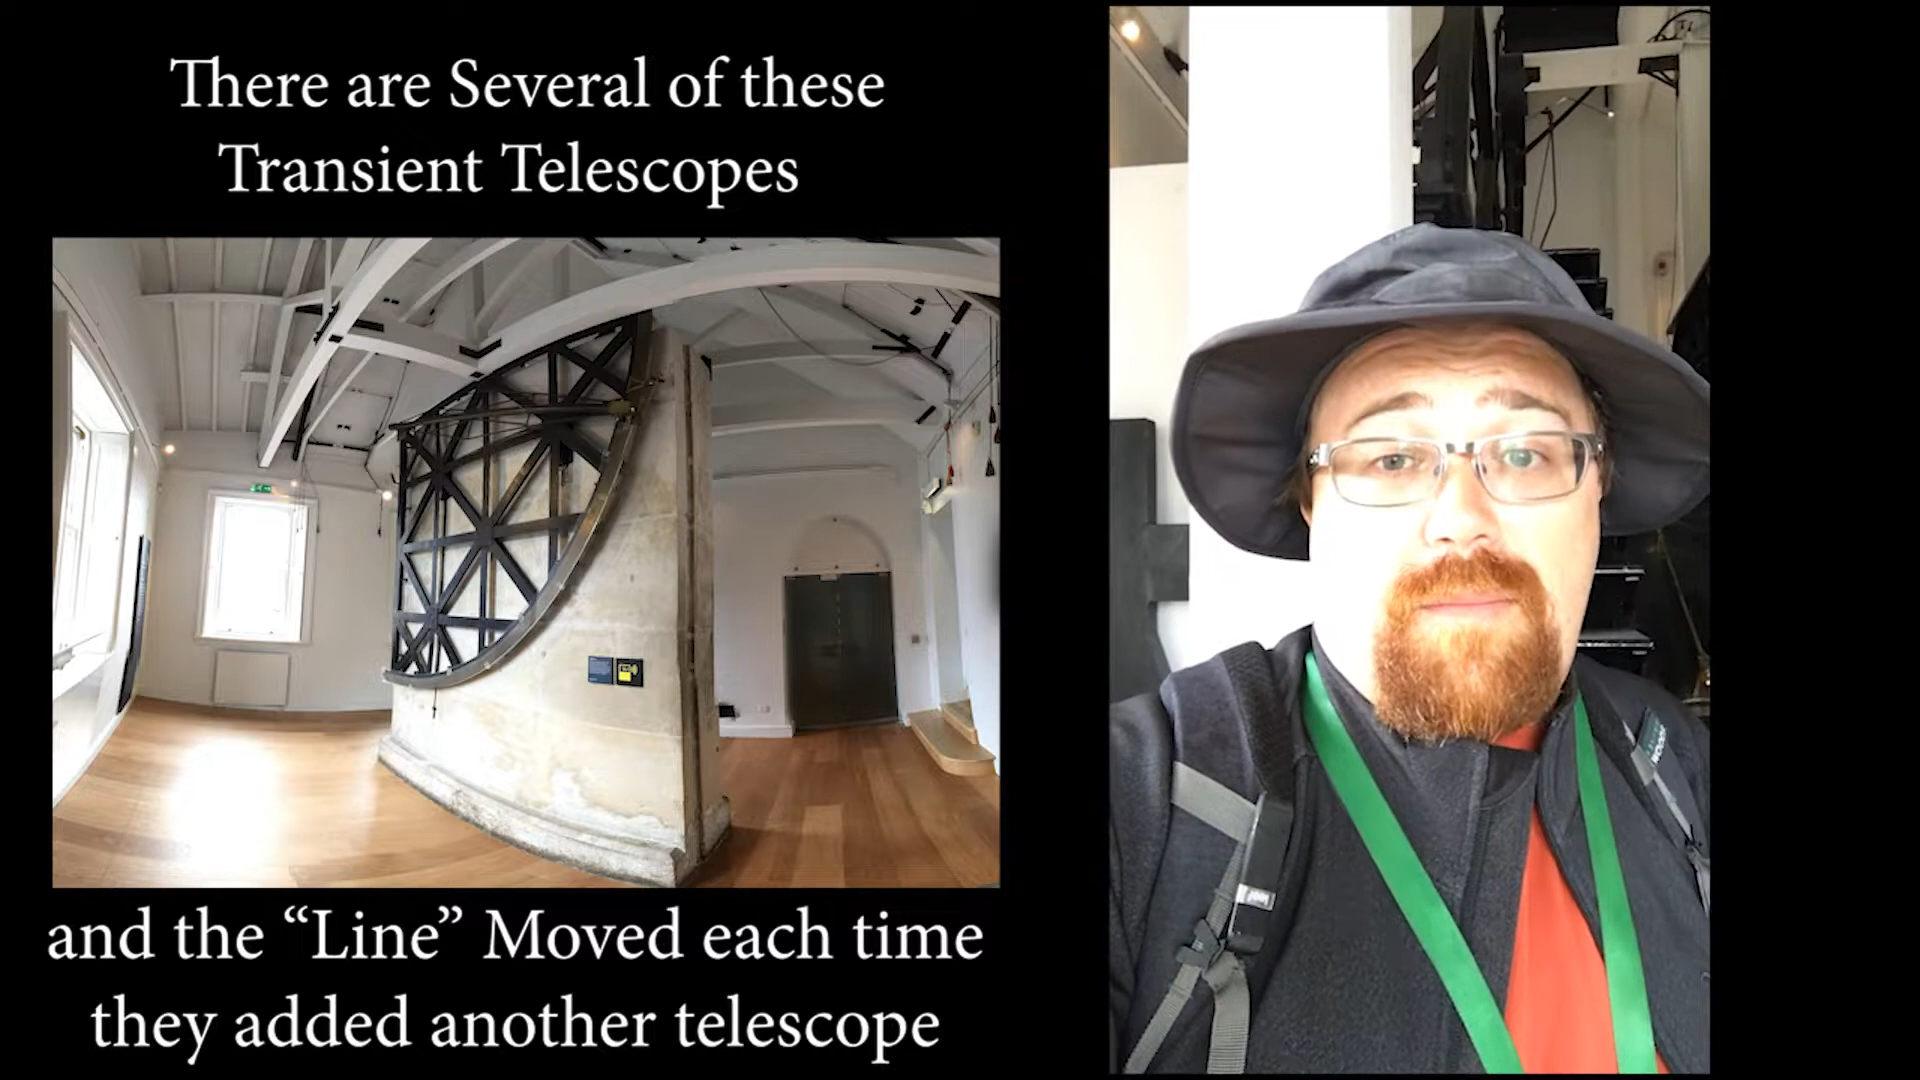 There are Several of these
Transient Telescopes
and the “Line” Moved each time
they added another telescope